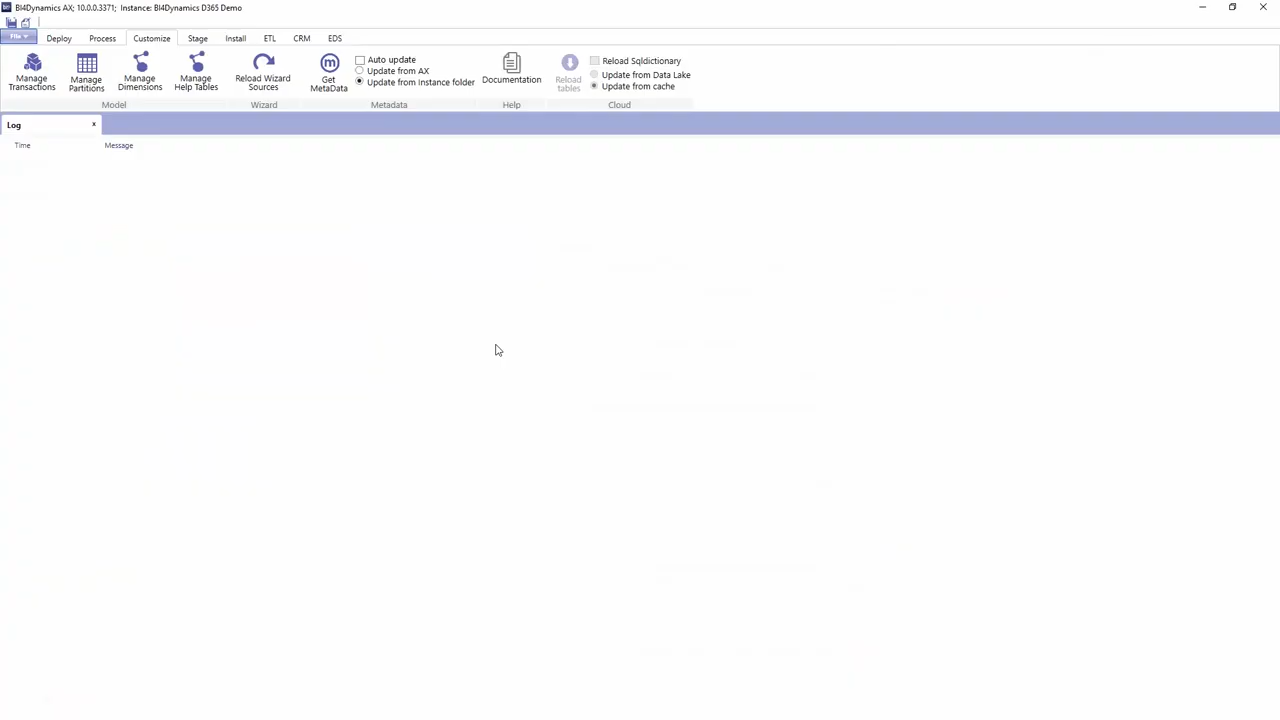 BI4Dynamics AX; 10.0.0.3371; Instance: BI4Dynamics D365 Demo
File Deploy Process Customize Stage Install ETL CRM EDS
Manage Transactions
Manage Partitions
Manage Dimensions
Manage Help Tables
Model
Reload Wizard Sources
Wizard
Get MetaData
Auto update
Update from AX
Update from Instance folder
Metadata
Documentation
Help
Reload tables
Reload Sqldictionary
Update from Data Lake
Update from cache
Cloud
Log x
Time Message